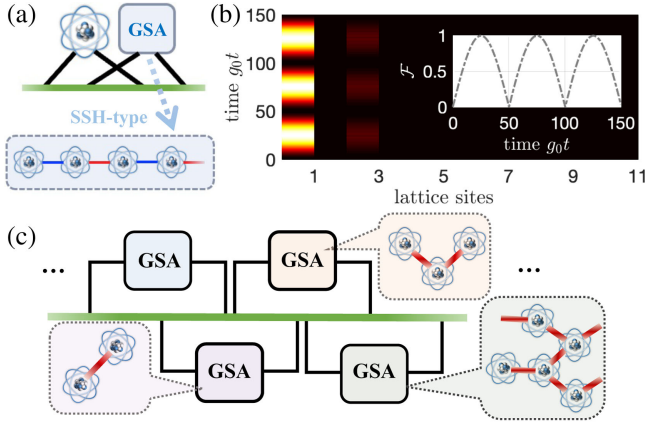 (a)
GSA
SSH-type
(b)
time g₀t
150
100
50
0
1
3
5
7
9
11
lattice sites
ℱ
1
0.5
0
0
50
100
150
time g₀t
(c)
...
GSA
GSA
...
GSA
GSA